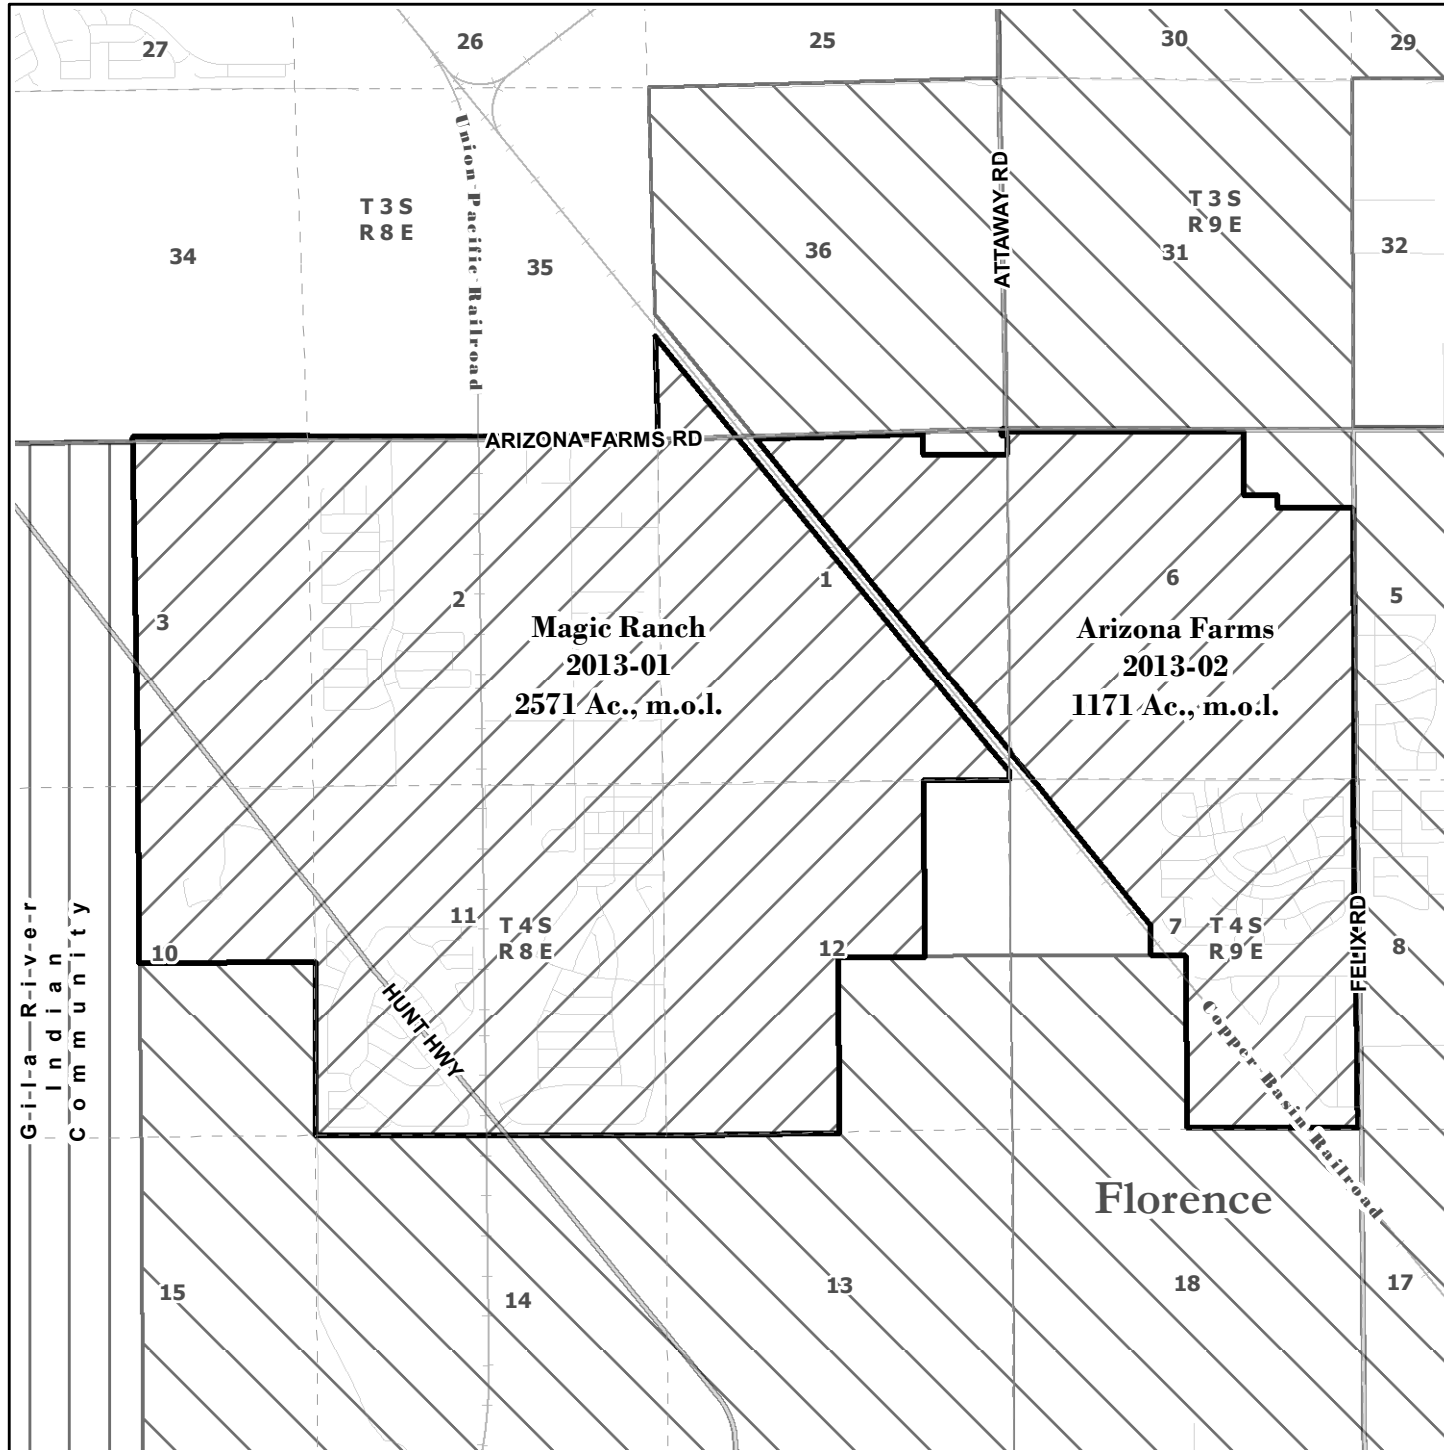 27
26
25
30
29
Union Pacific Railroad
T 3 S
R 8 E
34
35
36
ATTAWAY RD
T 3 S
R 9 E
31
32
ARIZONA FARMS RD
3
2
1
6
5
Magic Ranch
2013-01
2571 Ac., m.o.l.
Arizona Farms
2013-02
1171 Ac., m.o.l.
Gila River
Indian
Community
10
11
T 4 S
R 8 E
12
7
T 4 S
R 9 E
8
FELIX RD
HUNT HWY
Copper Basin Railroad
Florence
15
14
13
18
17